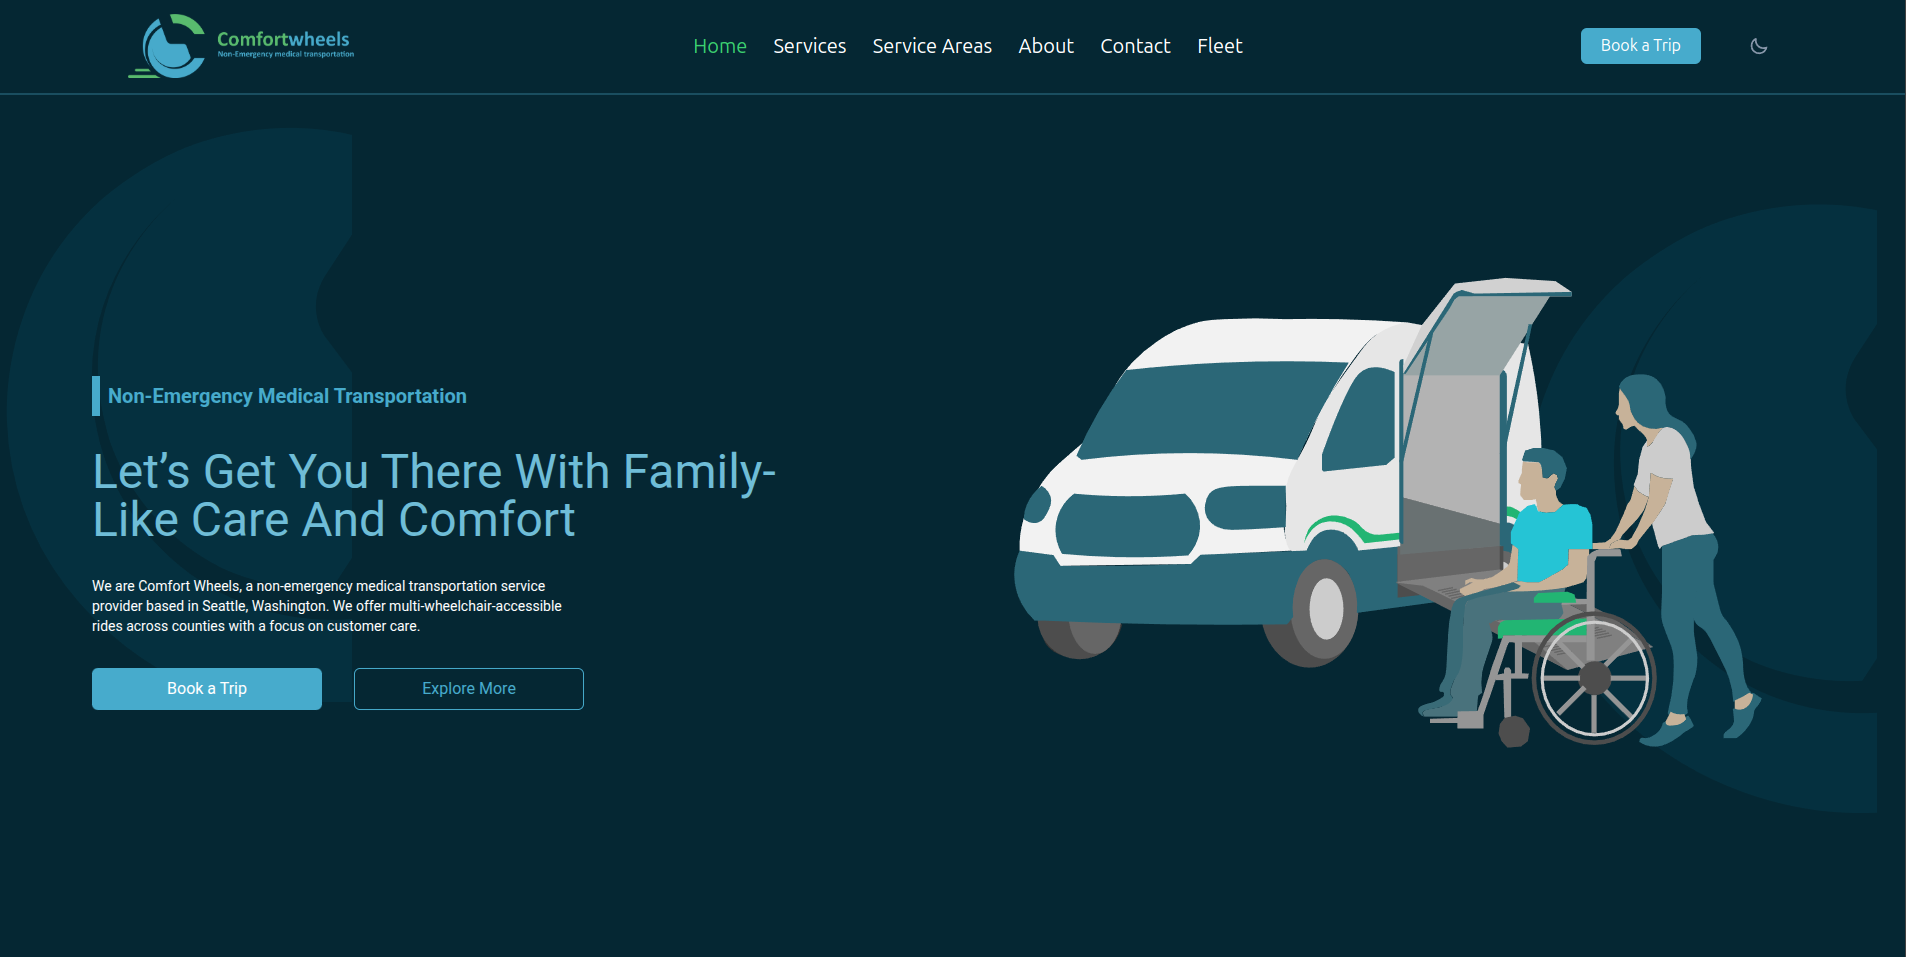 Comfortwheels
Non-Emergency medical transportation
Home Services Service Areas About Contact Fleet
Book a Trip
Non-Emergency Medical Transportation
Let’s Get You There With Family-
Like Care And Comfort
We are Comfort Wheels, a non-emergency medical transportation service
provider based in Seattle, Washington. We offer multi-wheelchair-accessible
rides across counties with a focus on customer care.
Book a Trip
Explore More